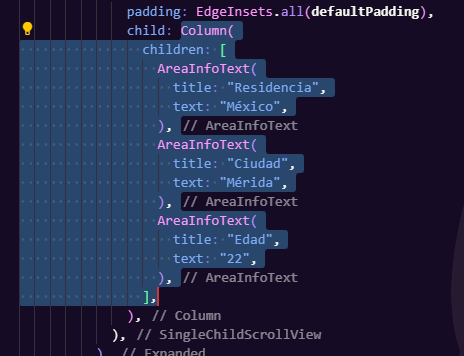 padding: EdgeInsets.all(defaultPadding),
child: Column(
children: [
AreaInfoText(
title: "Residencia",
text: "México",
), // AreaInfoText
AreaInfoText(
title: "Ciudad",
text: "Mérida",
), // AreaInfoText
AreaInfoText(
title: "Edad",
text: "22",
), // AreaInfoText
],
), // Column
), // SingleChildScrollView
), // Expanded